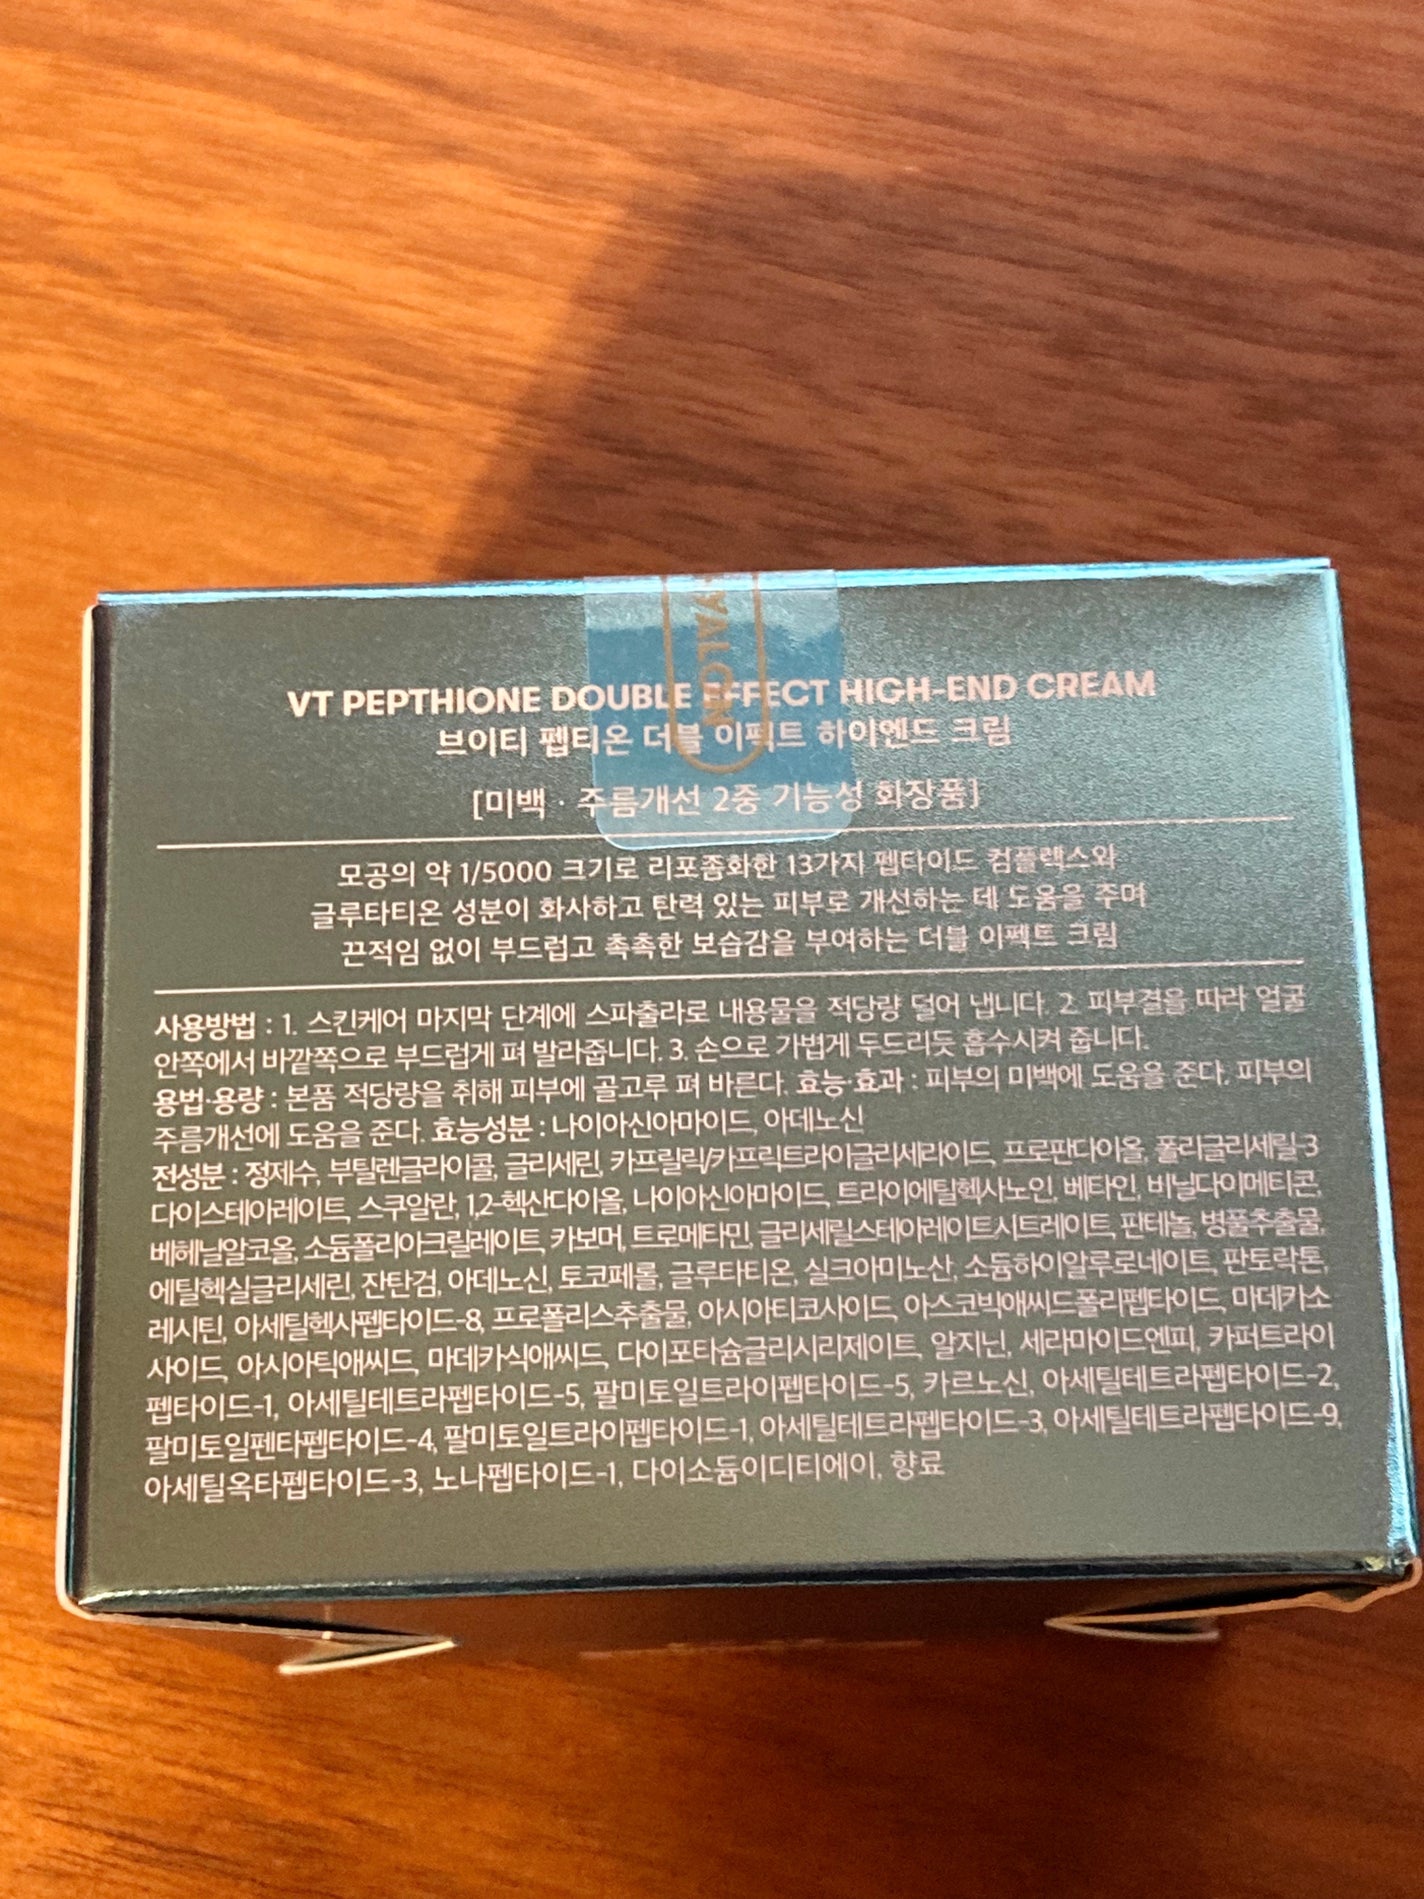 VALCIN
VT PEPTHIONE DOUBLE EFFECT HIGH-END CREAM
브이티 펩티온 더블 이펙트 하이엔드 크림
[미백 · 주름개선 2중 기능성 화장품]
모공의 약 1/5000 크기로 리포좀화한 13가지 펩타이드 컴플렉스와
글루타티온 성분이 화사하고 탄력 있는 피부로 개선하는 데 도움을 주며
끈적임 없이 부드럽고 촉촉한 보습감을 부여하는 더블 이펙트 크림
사용방법 : 1. 스킨케어 마지막 단계에 스파출라로 내용물을 적당량 덜어 냅니다. 2. 피부결을 따라 얼굴
안쪽에서 바깥쪽으로 부드럽게 펴 발라줍니다. 3. 손으로 가볍게 두드리듯 흡수시켜 줍니다.
용법·용량 : 본품 적당량을 취해 피부에 골고루 펴 바른다. 효능·효과 : 피부의 미백에 도움을 준다. 피부의
주름개선에 도움을 준다. 효능성분 : 나이아신아마이드, 아데노신
전성분 : 정제수, 부틸렌글라이콜, 글리세린, 카프릴릭/카프릭트라이글리세라이드, 프로판다이올, 폴리글리세릴-3
다이스테아레이트, 스쿠알란, 1,2-헥산다이올, 나이아신아마이드, 트라이에틸헥사노인, 베타인, 비닐다이메티콘,
베헤닐알코올, 소듐폴리아크릴레이트, 카보머, 트로메타민, 글리세릴스테아레이트시트레이트, 판테놀, 병풀추출물,
에틸헥실글리세린, 잔탄검, 아데노신, 토코페롤, 글루타티온, 실크아미노산, 소듐하이알루로네이트, 판토락톤,
레시틴, 아세틸헥사펩타이드-8, 프로폴리스추출물, 아시아티코사이드, 아스코빅애씨드폴리펩타이드, 마데카소
사이드, 아시아틱애씨드, 마데카식애씨드, 다이포타슘글리시리제이트, 알지닌, 세라마이드엔피, 카퍼트라이
펩타이드-1, 아세틸테트라펩타이드-5, 팔미토일트라이펩타이드-5, 카르노신, 아세틸테트라펩타이드-2,
팔미토일펜타펩타이드-4, 팔미토일트라이펩타이드-1, 아세틸테트라펩타이드-3, 아세틸테트라펩타이드-9,
아세틸옥타펩타이드-3, 노나펩타이드-1, 다이소듐이디티에이, 향료